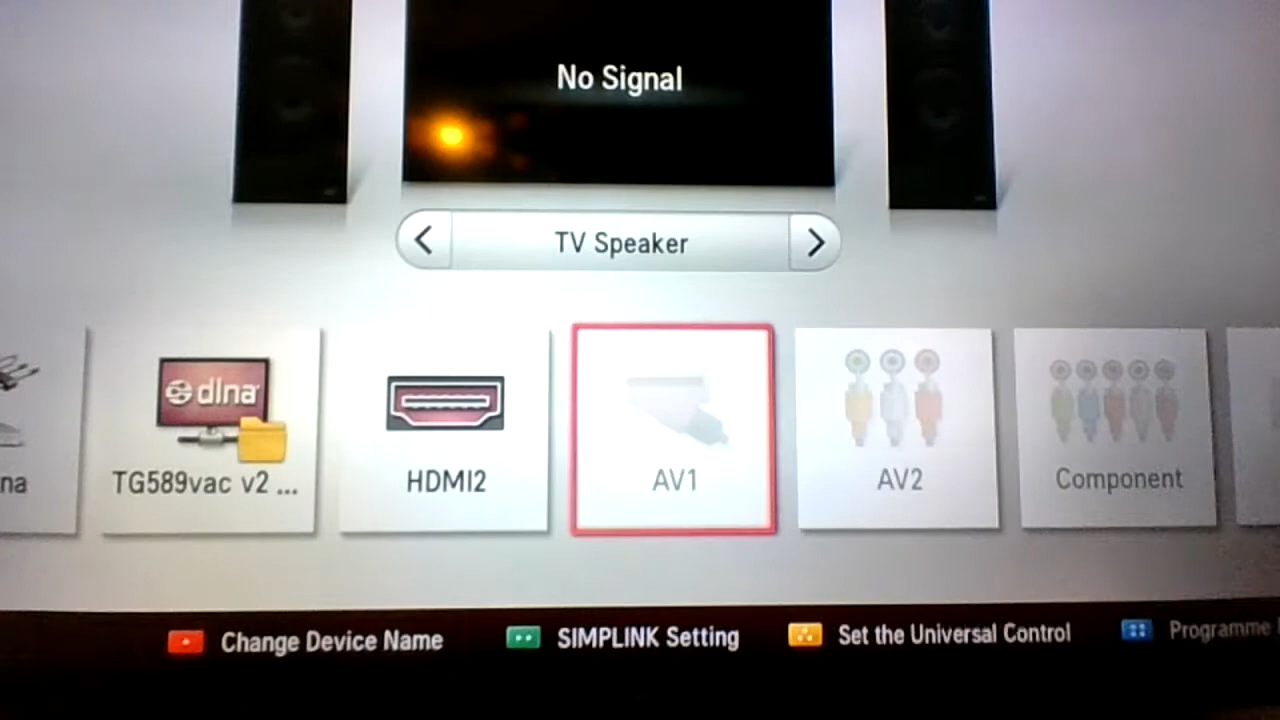 No Signal
TV Speaker
na
dlna
TG589vac v2 ...
HDMI2
AV1
AV2
Component
Change Device Name
SIMPLINK Setting
Set the Universal Control
Programme